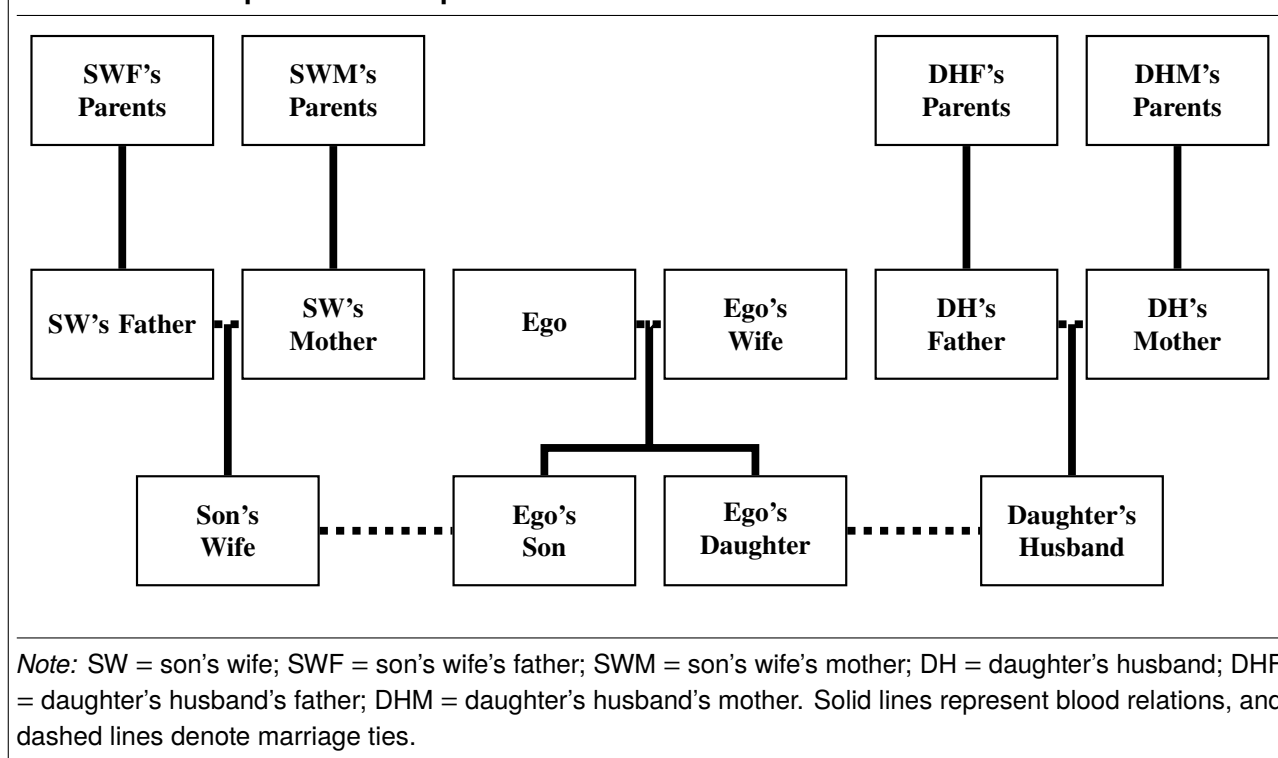 SWF's
Parents
SWM's
Parents
DHF's
Parents
DHM's
Parents
SW's Father
SW's
Mother
Ego
Ego's
Wife
DH's
Father
DH's
Mother
Son's
Wife
Ego's
Son
Ego's
Daughter
Daughter's
Husband
Note: SW = son's wife; SWF = son's wife's father; SWM = son's wife's mother; DH = daughter's husband; DHF
= daughter's husband's father; DHM = daughter's husband's mother. Solid lines represent blood relations, and
dashed lines denote marriage ties.